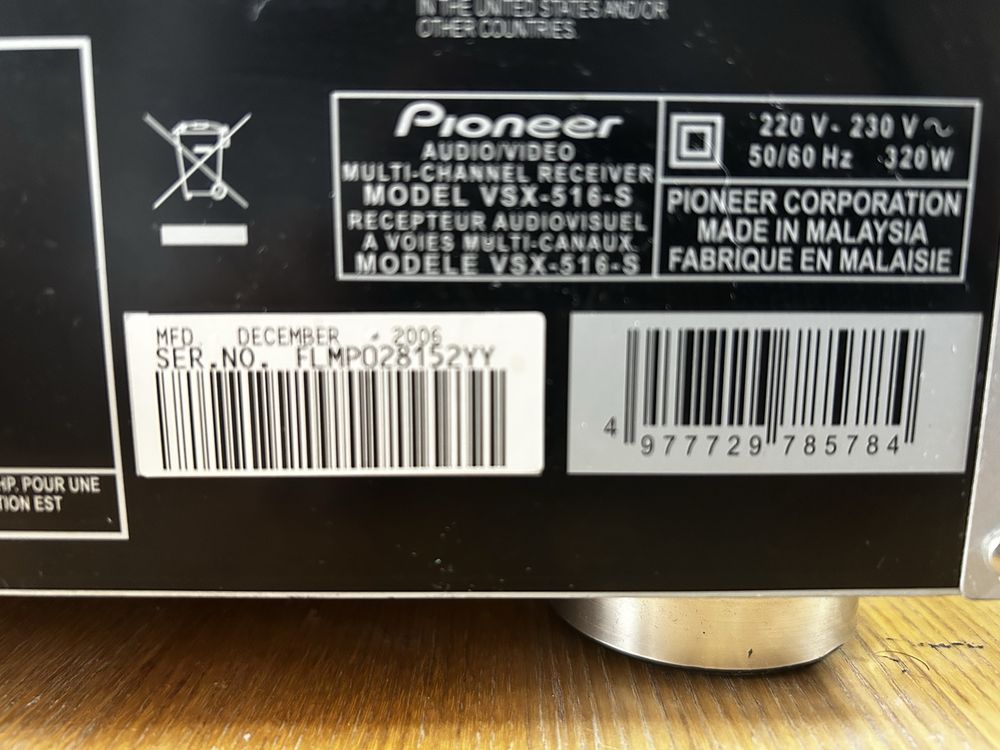 IN THE UNITED STATES AND/OR
OTHER COUNTRIES.
Pioneer
AUDIO/VIDEO
MULTI-CHANNEL RECEIVER
MODEL VSX-516-S
RECEPTEUR AUDIOVISUEL
A VOIES MULTI-CANAUX
MODELE VSX-516-S
220 V - 230 V ~
50/60 Hz 320W
PIONEER CORPORATION
MADE IN MALAYSIA
FABRIQUE EN MALAISIE
MFD. DECEMBER - 2006
SER.NO. FLMP028152YY
4 977729 785784
HP. POUR UNE
TION EST